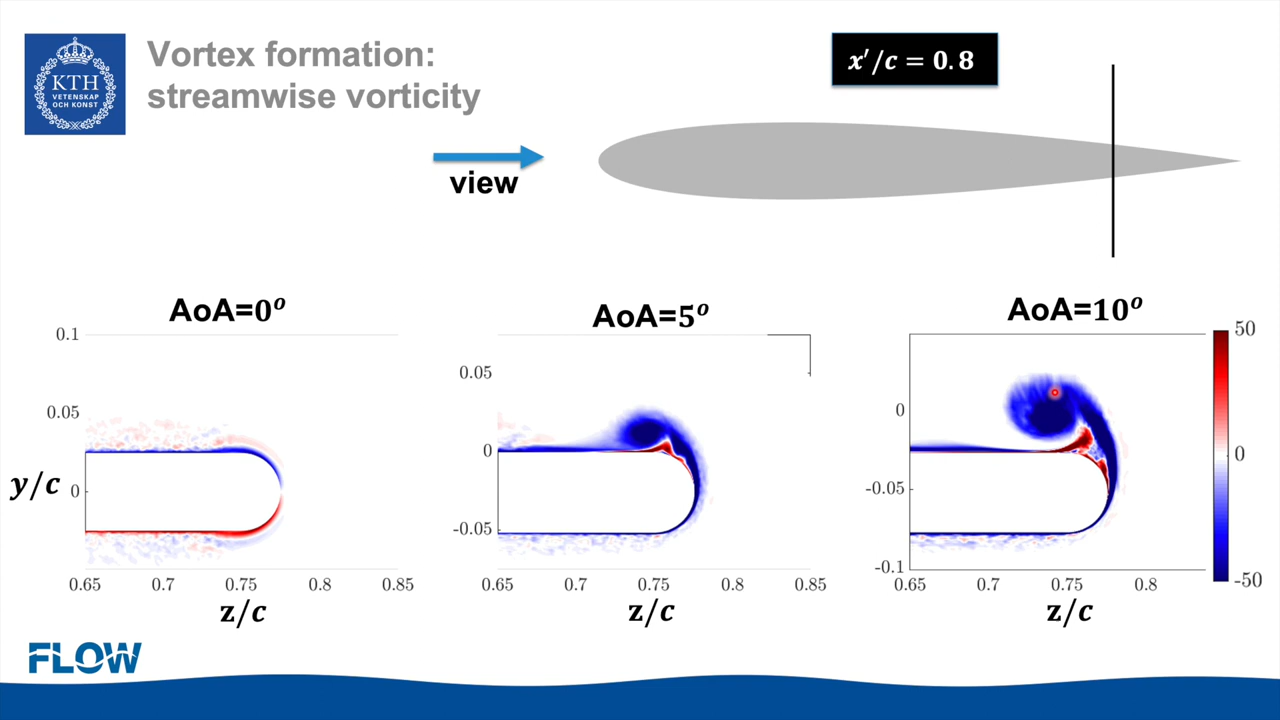 KTH
VETENSKAP
OCH KONST
Vortex formation:
streamwise vorticity
x′/c = 0.8
view
AoA=0°
AoA=5°
AoA=10°
0.1
0.05
0
y/c
0.65 0.7 0.75 0.8 0.85
z/c
0.05
0
-0.05
0.65 0.7 0.75 0.8 0.85
z/c
0
-0.05
-0.1
0.65 0.7 0.75 0.8
z/c
50
0
-50
FLOW